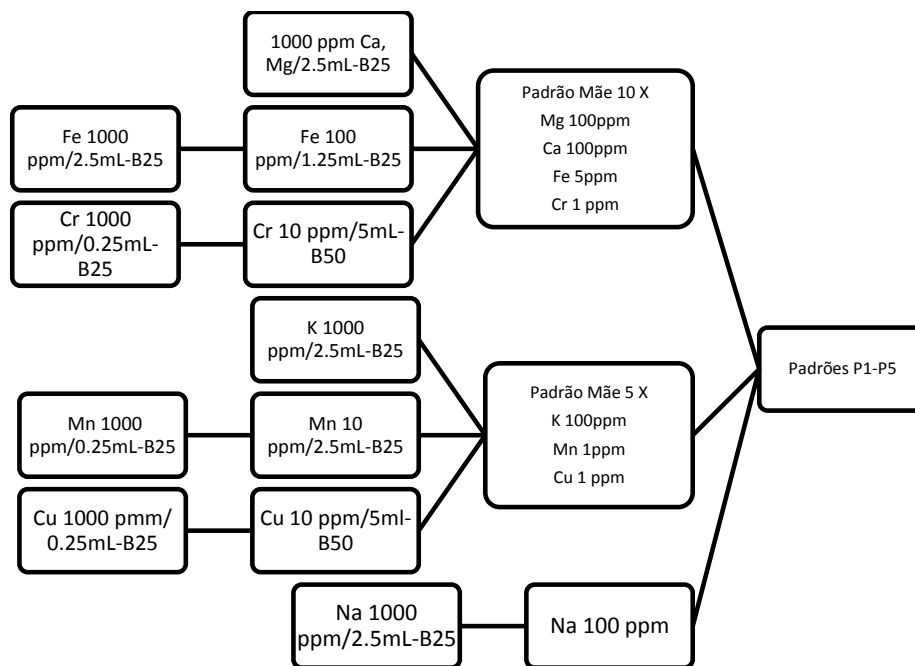 1000 ppm Ca,
Mg/2.5mL-B25
Fe 1000
ppm/2.5mL-B25
Fe 100
ppm/1.25mL-B25
Cr 1000
ppm/0.25mL-
B25
Cr 10 ppm/5mL-
B50
Padrão Mãe 10 X
Mg 100ppm
Ca 100ppm
Fe 5ppm
Cr 1 ppm
K 1000
ppm/2.5mL-B25
Mn 1000
ppm/0.25mL-B25
Mn 10
ppm/2.5mL-B25
Cu 1000 pmm/
0.25mL-B25
Cu 10 ppm/5ml-
B50
Padrão Mãe 5 X
K 100ppm
Mn 1ppm
Cu 1 ppm
Na 1000
ppm/2.5mL-B25
Na 100 ppm
Padrões P1-P5